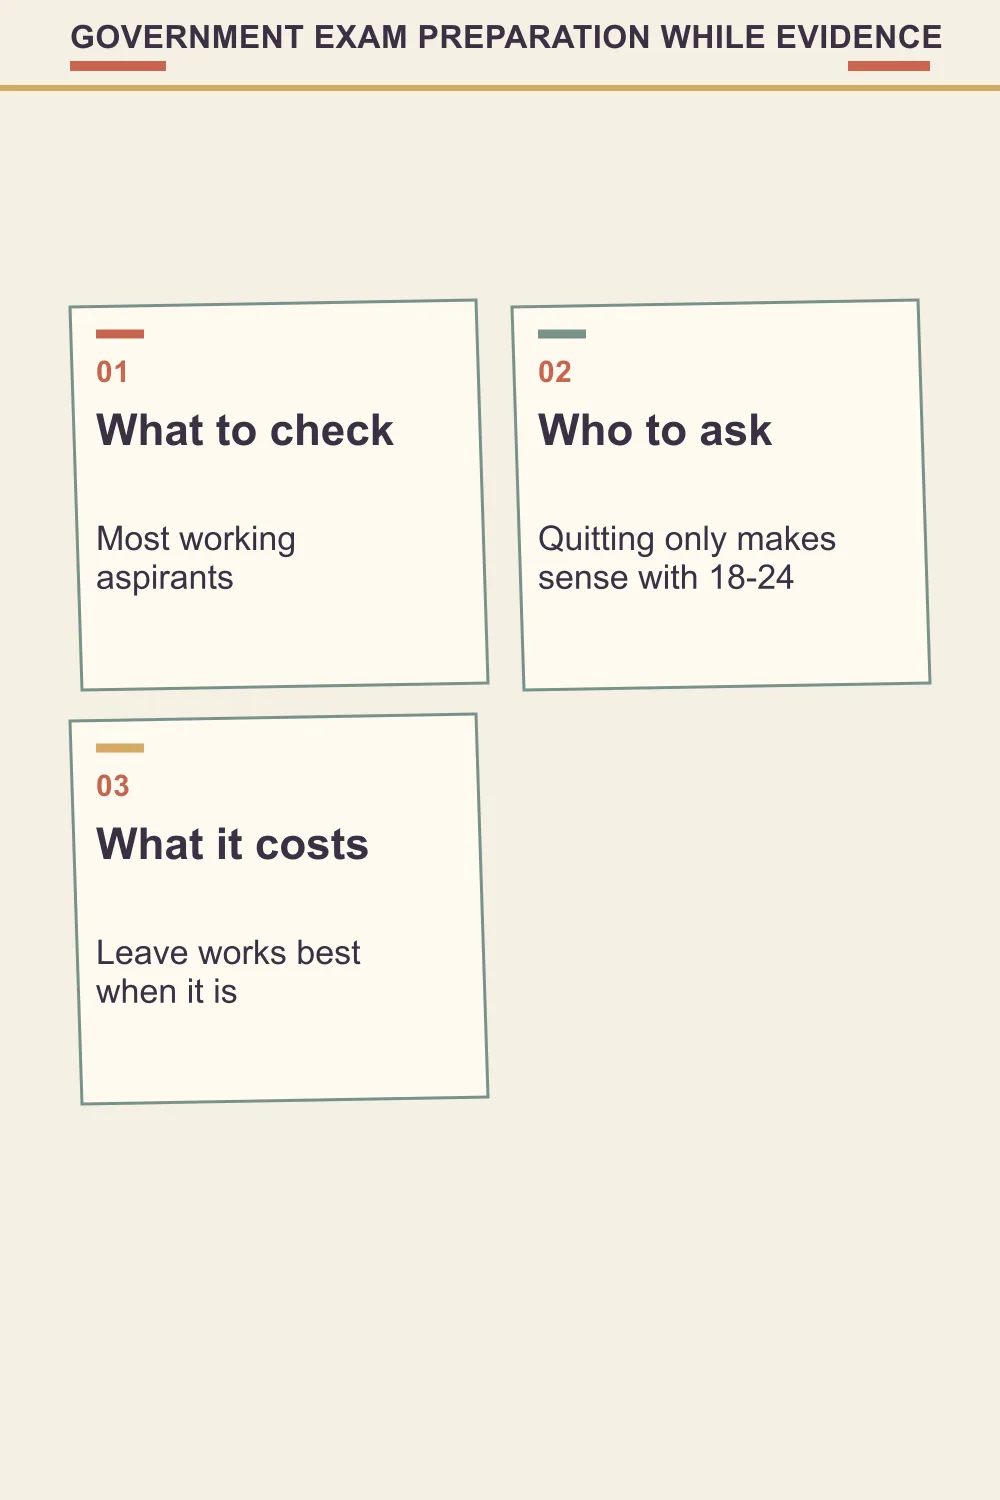 GOVERNMENT EXAM PREPARATION WHILE EVIDENCE
01
What to check
Most working
aspirants
02
Who to ask
Quitting only makes
sense with 18-24
03
What it costs
Leave works best
when it is